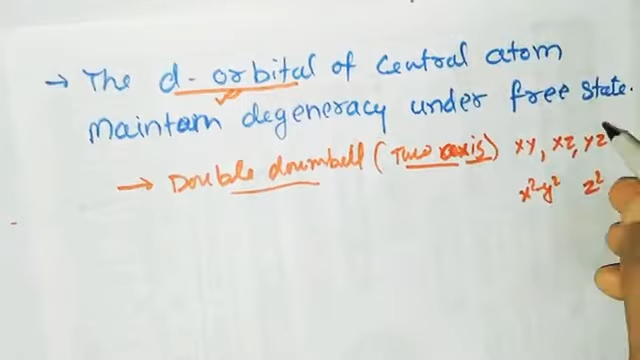 → The d-orbital of central atom
maintain degeneracy under free state.
→ Double doumbell (Two axis) xy, xz, yz
x²-y² z²